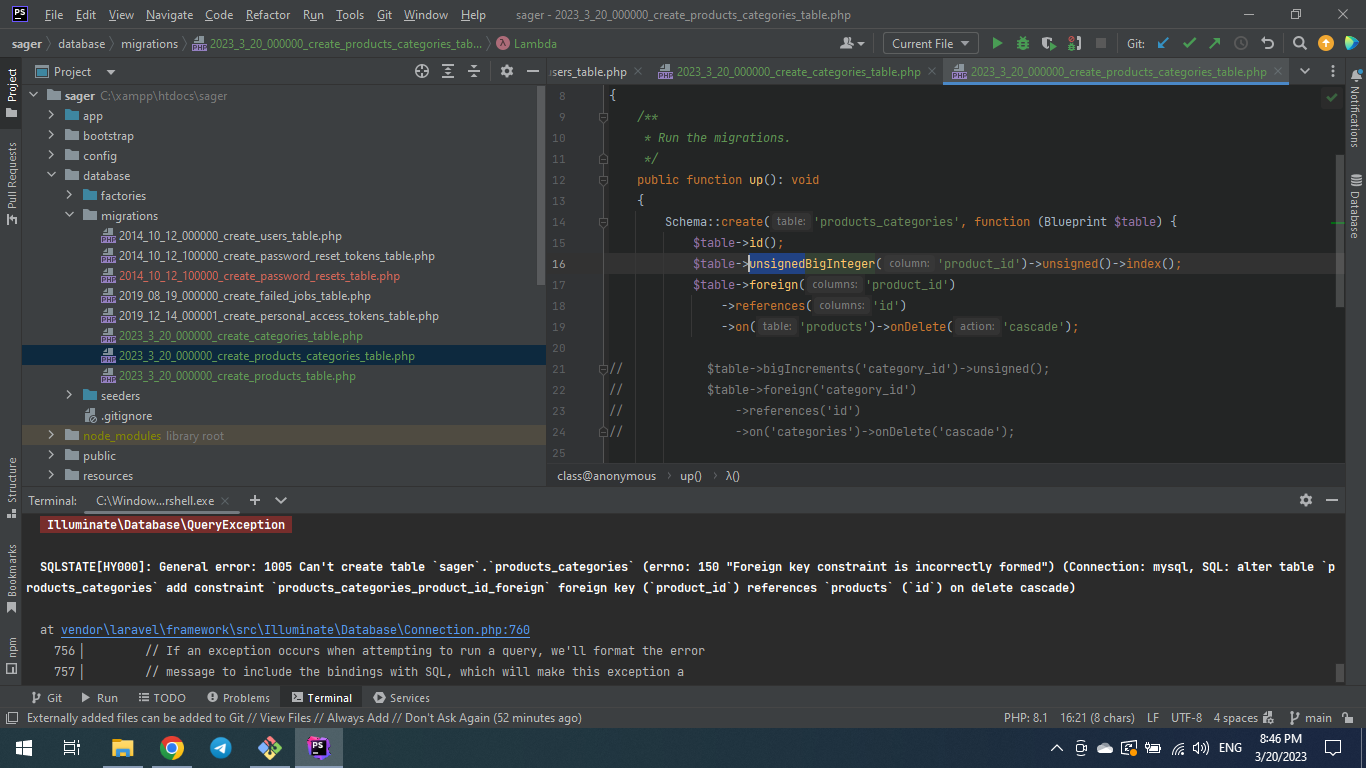 PS File Edit View Navigate Code Refactor Run Tools Git Window Help sager - 2023_3_20_000000_create_products_categories_table.php
sager database migrations 2023_3_20_000000_create_products_categories_tab... Lambda Current File Git:
Project
Project
sers_table.php 2023_3_20_000000_create_categories_table.php 2023_3_20_000000_create_products_categories_table.php
sager C:\xampp\htdocs\sager
app
bootstrap
config
database
factories
migrations
2014_10_12_000000_create_users_table.php
2014_10_12_100000_create_password_reset_tokens_table.php
2014_10_12_100000_create_password_resets_table.php
2019_08_19_000000_create_failed_jobs_table.php
2019_12_14_000001_create_personal_access_tokens_table.php
2023_3_20_000000_create_categories_table.php
2023_3_20_000000_create_products_categories_table.php
2023_3_20_000000_create_products_table.php
seeders
.gitignore
node_modules library root
public
resources
Pull Requests
Structure
Bookmarks
npm
Notifications
Database
8 {
9 /**
10 * Run the migrations.
11 */
12 public function up(): void
13 {
14 Schema::create( table: 'products_categories', function (Blueprint $table) {
15 $table->id();
16 $table->unsignedBigInteger( column: 'product_id')->unsigned()->index();
17 $table->foreign( columns: 'product_id')
18 ->references( columns: 'id')
19 ->on( table: 'products')->onDelete( action: 'cascade');
20
21 // $table->bigIncrements('category_id')->unsigned();
22 // $table->foreign('category_id')
23 // ->references('id')
24 // ->on('categories')->onDelete('cascade');
25
class@anonymous up() λ()
Terminal: C:\Window...rshell.exe
Illuminate\Database\QueryException
SQLSTATE[HY000]: General error: 1005 Can't create table `sager`.`products_categories` (errno: 150 "Foreign key constraint is incorrectly formed") (Connection: mysql, SQL: alter table `p
roducts_categories` add constraint `products_categories_product_id_foreign` foreign key (`product_id`) references `products` (`id`) on delete cascade)
at vendor\laravel\framework\src\Illuminate\Database\Connection.php:760
756 // If an exception occurs when attempting to run a query, we'll format the error
757 // message to include the bindings with SQL, which will make this exception a
Git Run TODO Problems Terminal Services
Externally added files can be added to Git // View Files // Always Add // Don't Ask Again (52 minutes ago) PHP: 8.1 16:21 (8 chars) LF UTF-8 4 spaces main
ENG 8:46 PM
3/20/2023